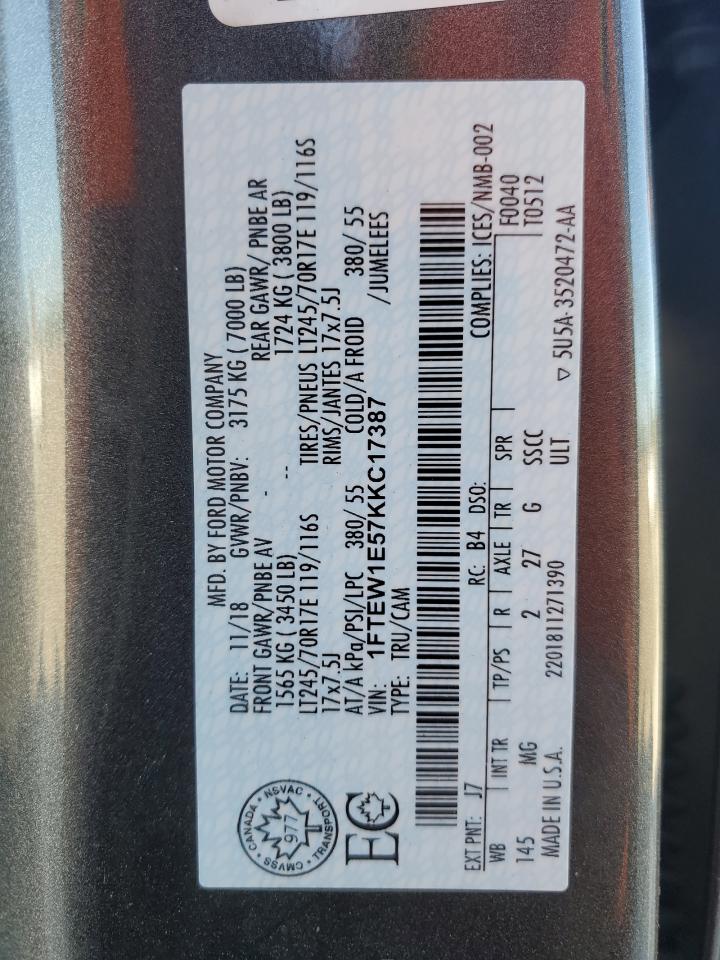 MFD. BY FORD MOTOR COMPANY
DATE: 11/18 GVWR/PNBV: 3175 KG ( 7000 LB)
FRONT GAWR/PNBE AV - REAR GAWR/ PNBE AR
1565 KG ( 3450 LB) -- 1724 KG ( 3800 LB)
LT245/70R17E 119/116S TIRES/PNEUS LT245/70R17E 119/116S
17x7.5J RIMS/JANTES 17x7.5J
AT/A kPa/PSI/LPC 380/ 55 COLD/A FROID 380/ 55
VIN: 1FTEW1E57KKC17387 /JUMELEES
TYPE: TRU/CAM
CMVSS • CANADA • NSVAC • TRANSPORT •
977
EC
COMPLIES: ICES/NMB-002
EXT PNT: J7 RC: B4 DSO:
WB INT TR TP/PS R AXLE TR SPR F0040
145 MG 2 27 G SSCC T0512
ULT
MADE IN U.S.A. 2201811271390 ▽ 5U5A-3520472-AA